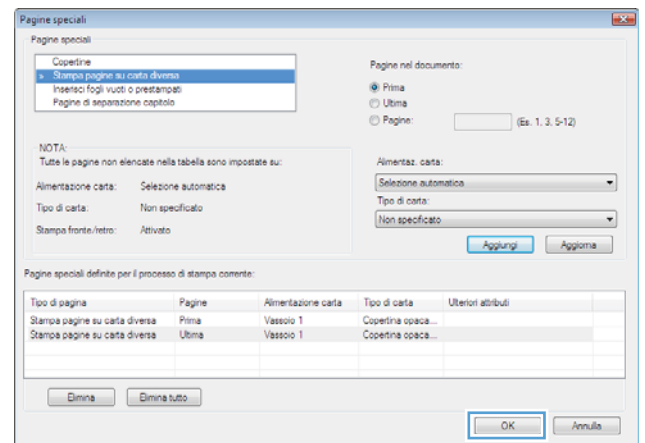 Pagine speciali
Pagine speciali
Copertine
» Stampa pagine su carta diversa
Inserisci fogli vuoti o prestampati
Pagine di separazione capitolo
Pagine nel documento:
Prima
Ultima
Pagine: (Es. 1, 3, 5-12)
NOTA:
Tutte le pagine non elencate nella tabella sono impostate su:
Alimentazione carta: Selezione automatica
Tipo di carta: Non specificato
Stampa fronte/retro: Attivato
Alimentaz. carta:
Selezione automatica
Tipo di carta:
Non specificato
Aggiungi Aggiorna
Pagine speciali definite per il processo di stampa corrente:
Tipo di pagina Pagine Alimentazione carta Tipo di carta Ulteriori attributi
Stampa pagine su carta diversa Prima Vassoio 1 Copertina opaca...
Stampa pagine su carta diversa Ultima Vassoio 1 Copertina opaca...
Elimina Elimina tutto
OK Annulla